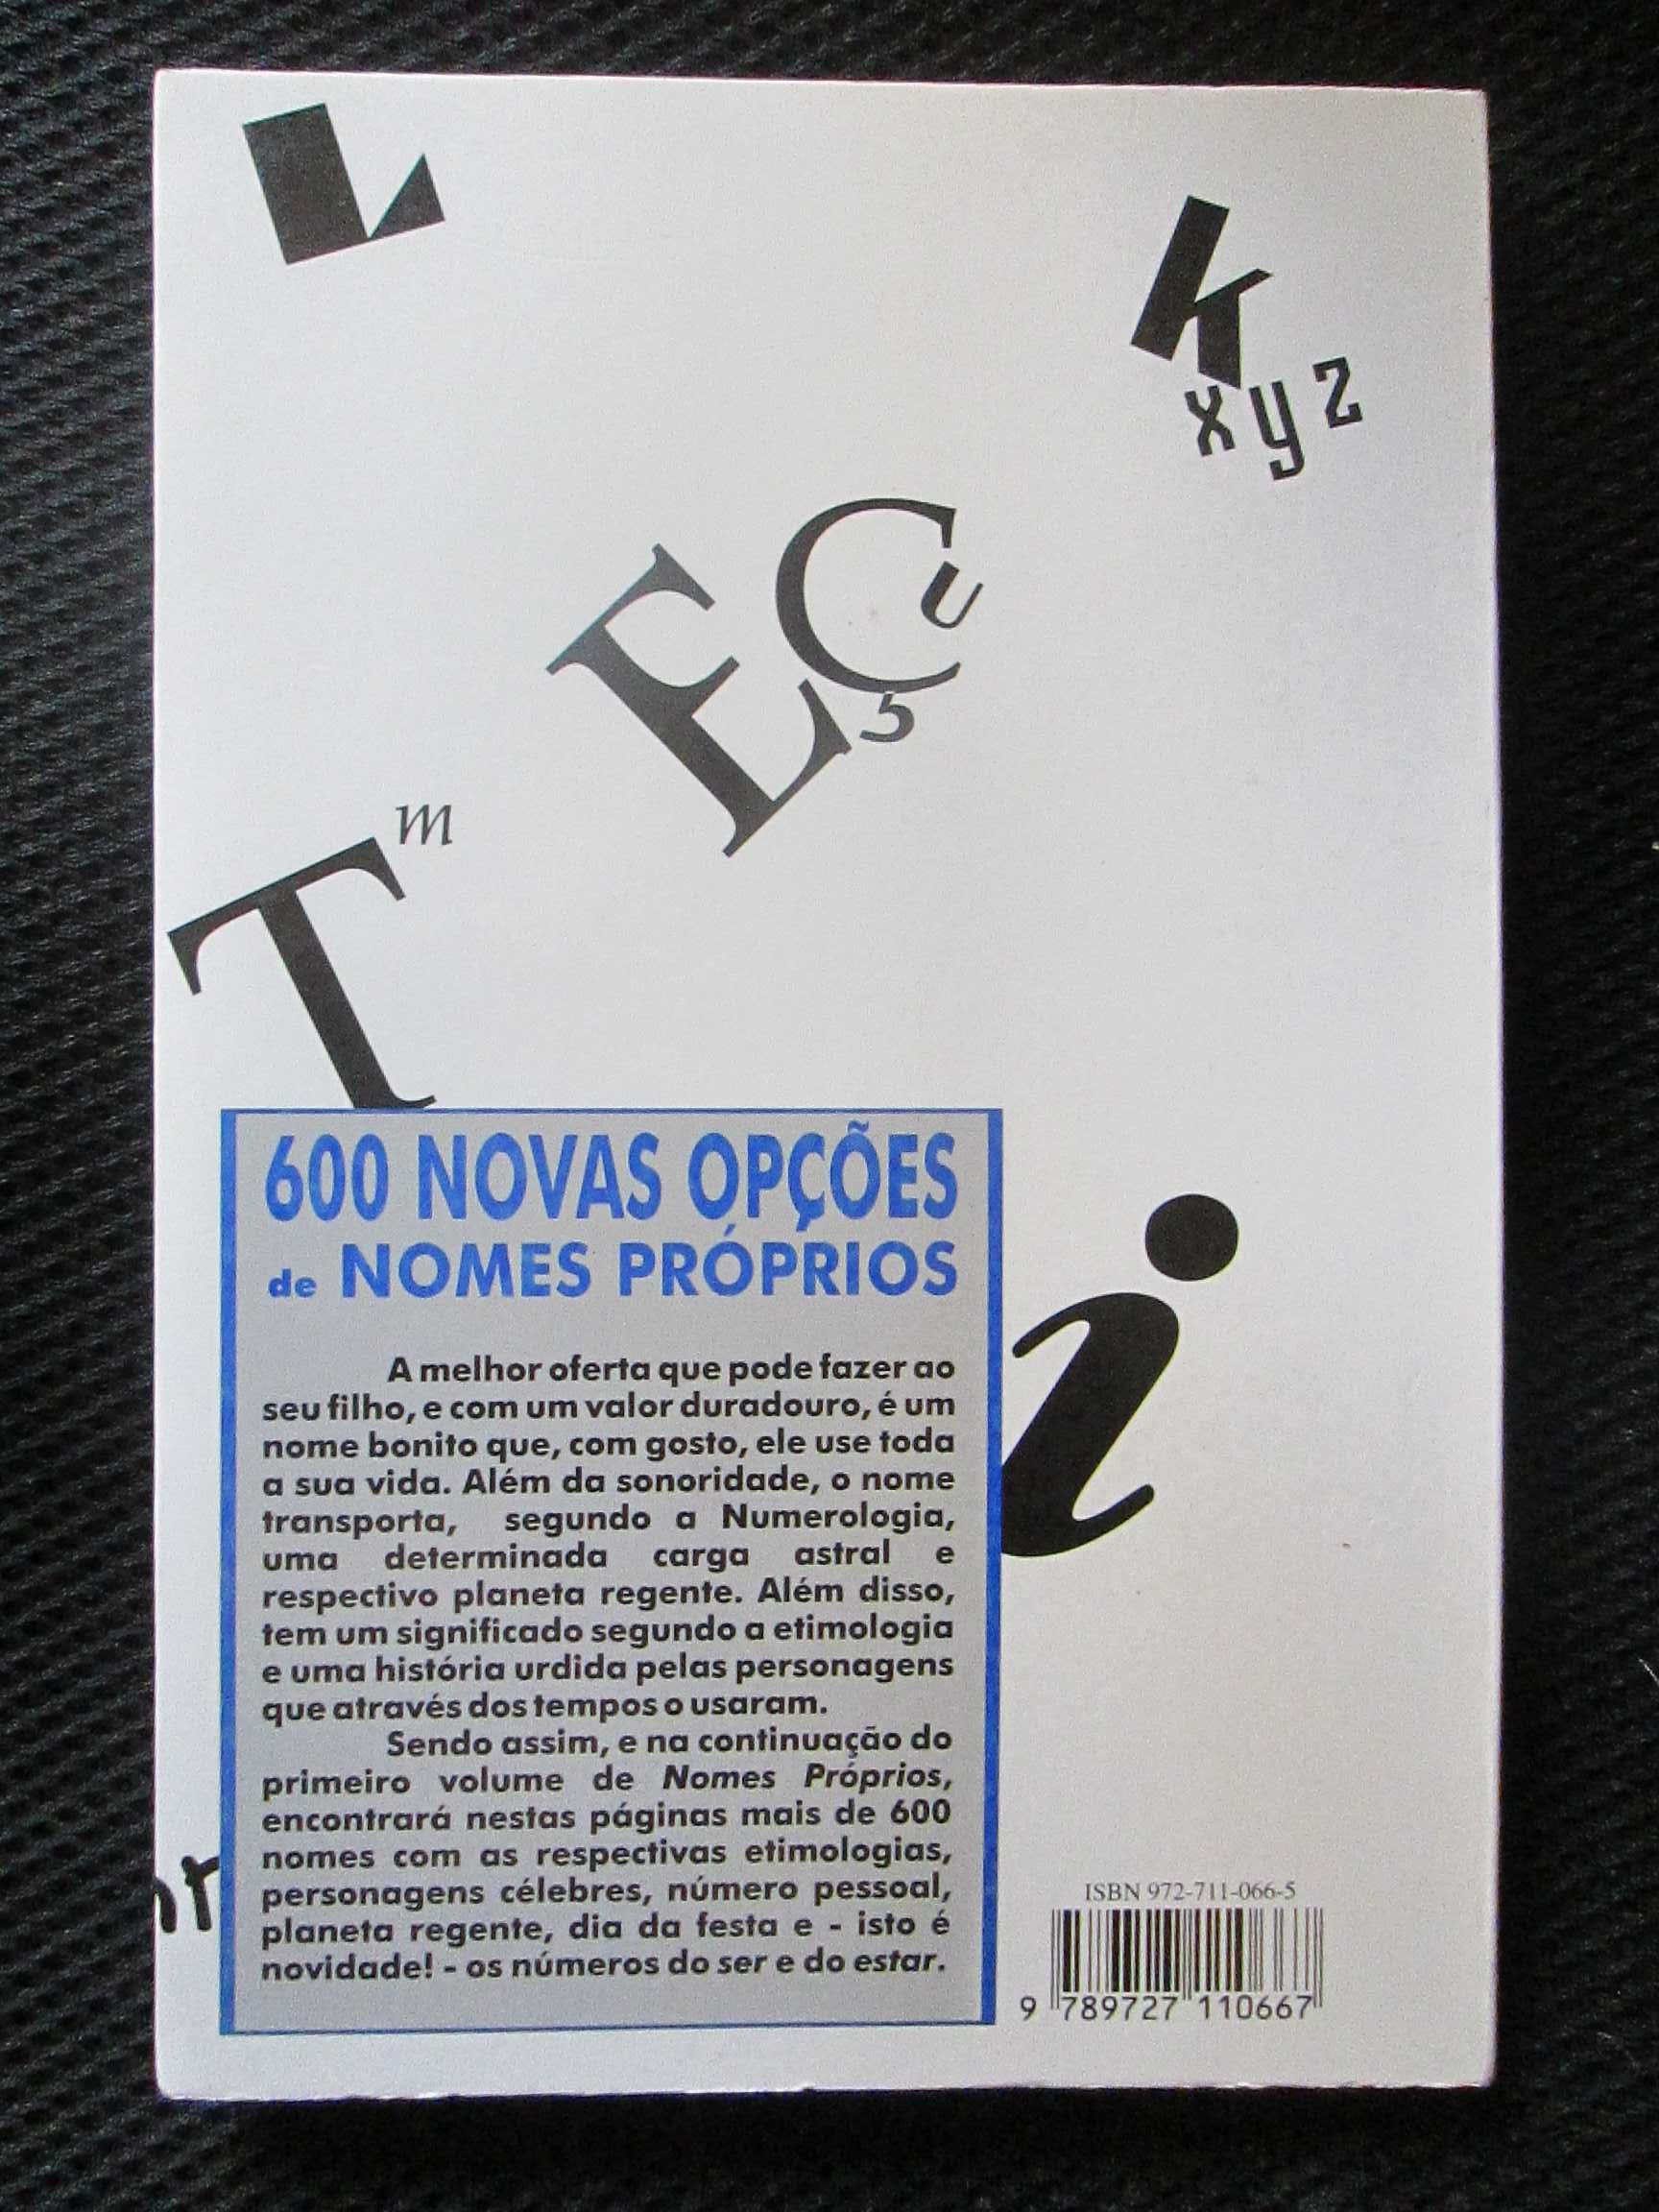 L
k
x y z
Ç
u
E
m
T
600 NOVAS OPÇÕES
de NOMES PRÓPRIOS
i
A melhor oferta que pode fazer ao
seu filho, e com um valor duradouro, é um
nome bonito que, com gosto, ele use toda
a sua vida. Além da sonoridade, o nome
transporta, segundo a Numerologia,
uma determinada carga astral e
respectivo planeta regente. Além disso,
tem um significado segundo a etimologia
e uma história urdida pelas personagens
que através dos tempos o usaram.
Sendo assim, e na continuação do
primeiro volume de Nomes Próprios,
encontrará nestas páginas mais de 600
nomes com as respectivas etimologias,
personagens célebres, número pessoal,
planeta regente, dia da festa e - isto é
novidade! - os números do ser e do estar.
ISBN 972-711-066-5
9 789727 110667